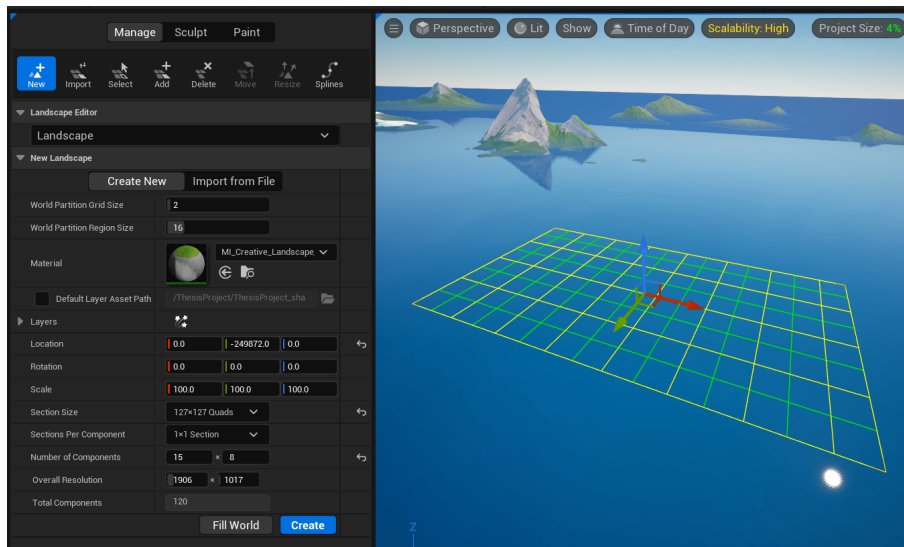 Manage Sculpt Paint
New Import Select Add Delete Move Resize Splines
Landscape Editor
Landscape
New Landscape
Create New Import from File
World Partition Grid Size 2
World Partition Region Size 16
Material MI_Creative_Landscape_
Default Layer Asset Path /ThesisProject/ThesisProject_sha
Layers
Location 0.0 -249872.0 0.0
Rotation 0.0 0.0 0.0
Scale 100.0 100.0 100.0
Section Size 127×127 Quads
Sections Per Component 1×1 Section
Number of Components 15 × 8
Overall Resolution 1906 × 1017
Total Components 120
Fill World Create
Perspective Lit Show Time of Day Scalability: High Project Size: 4%
Z